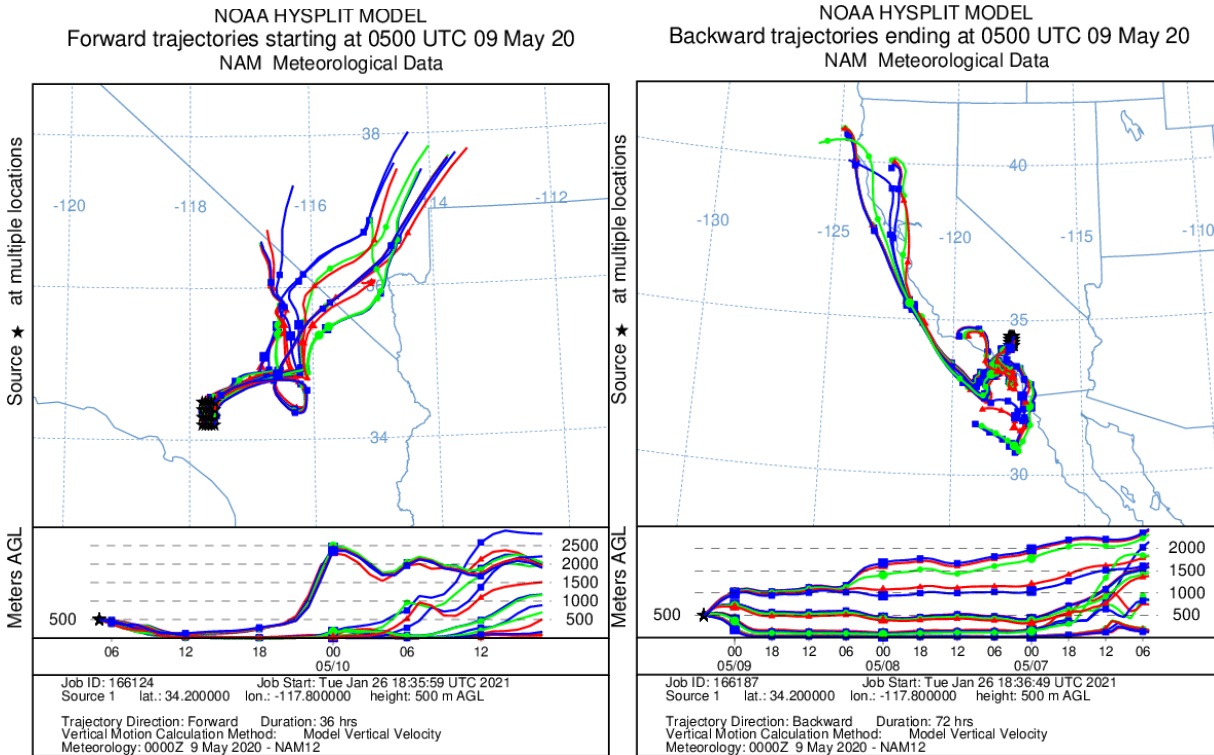 NOAA HYSPLIT MODEL
Forward trajectories starting at 0500 UTC 09 May 20
NAM Meteorological Data
Source ★ at multiple locations
-120
-118
-116
38
-114
-112
36
34
Meters AGL
500
2500
2000
1500
1000
500
06 12 18 00 06 12
05/10
Job ID: 166124 Job Start: Tue Jan 26 18:35:59 UTC 2021
Source 1 lat.: 34.200000 lon.: -117.800000 height: 500 m AGL
Trajectory Direction: Forward Duration: 36 hrs
Vertical Motion Calculation Method: Model Vertical Velocity
Meteorology: 0000Z 9 May 2020 - NAM12
NOAA HYSPLIT MODEL
Backward trajectories ending at 0500 UTC 09 May 20
NAM Meteorological Data
Source ★ at multiple locations
40
-130
-125
-120
-115
-110
35
30
Meters AGL
500
2000
1500
1000
500
00 18 12 06 00 18 12 06 00 18 12 06
05/09 05/08 05/07
Job ID: 166187 Job Start: Tue Jan 26 18:36:49 UTC 2021
Source 1 lat.: 34.200000 lon.: -117.800000 height: 500 m AGL
Trajectory Direction: Backward Duration: 72 hrs
Vertical Motion Calculation Method: Model Vertical Velocity
Meteorology: 0000Z 9 May 2020 - NAM12